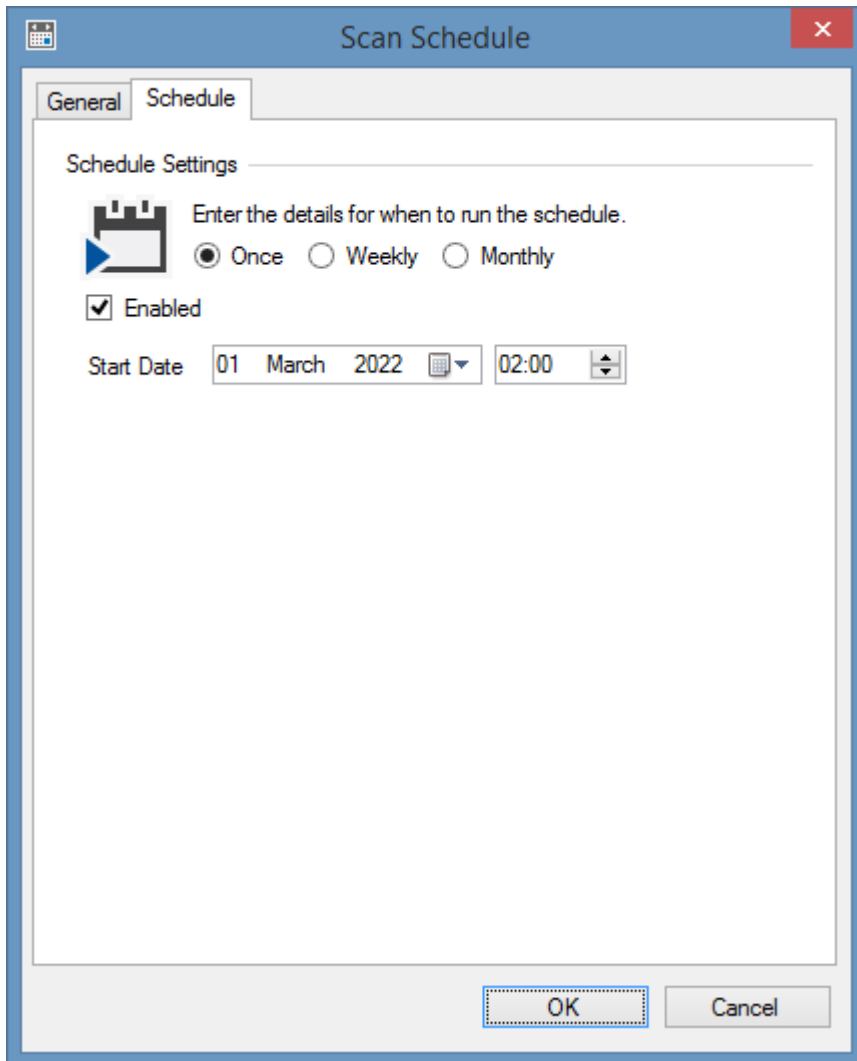 Scan Schedule
General Schedule
Schedule Settings
Enter the details for when to run the schedule.
Once Weekly Monthly
Enabled
Start Date 01 March 2022 02:00
OK Cancel